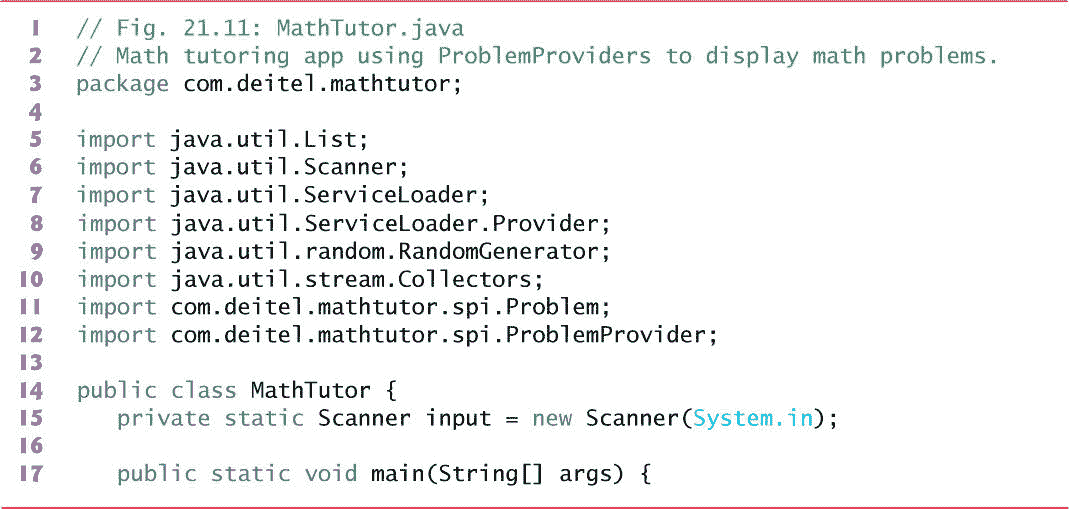 1 // Fig. 21.11: MathTutor.java
2 // Math tutoring app using ProblemProviders to display math problems.
3 package com.deitel.mathtutor;
4
5 import java.util.List;
6 import java.util.Scanner;
7 import java.util.ServiceLoader;
8 import java.util.ServiceLoader.Provider;
9 import java.util.random.RandomGenerator;
10 import java.util.stream.Collectors;
11 import com.deitel.mathtutor.spi.Problem;
12 import com.deitel.mathtutor.spi.ProblemProvider;
13
14 public class MathTutor {
15    private static Scanner input = new Scanner(System.in);
16
17    public static void main(String[] args) {